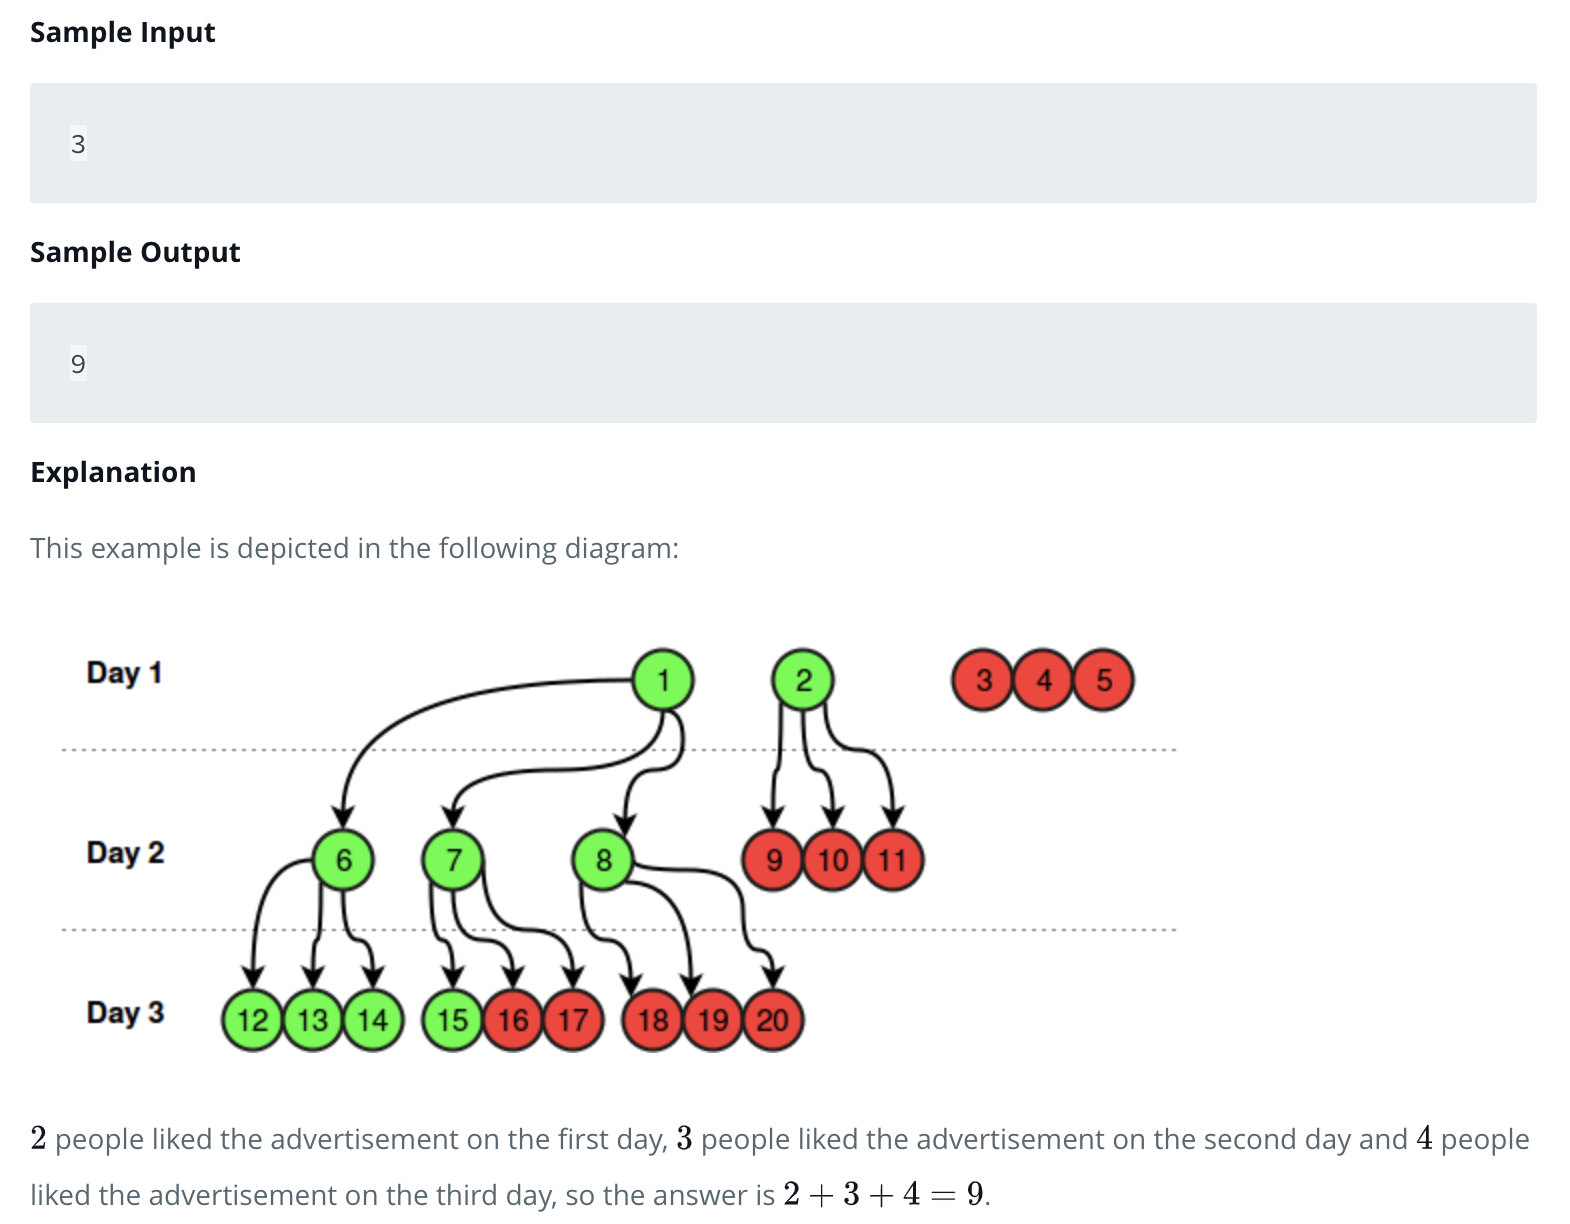 Sample Input
3
Sample Output
9
Explanation
This example is depicted in the following diagram:
Day 1 1 2 3 4 5
Day 2 6 7 8 9 10 11
Day 3 12 13 14 15 16 17 18 19 20
2 people liked the advertisement on the first day, 3 people liked the advertisement on the second day and 4 people
liked the advertisement on the third day, so the answer is 2 + 3 + 4 = 9.